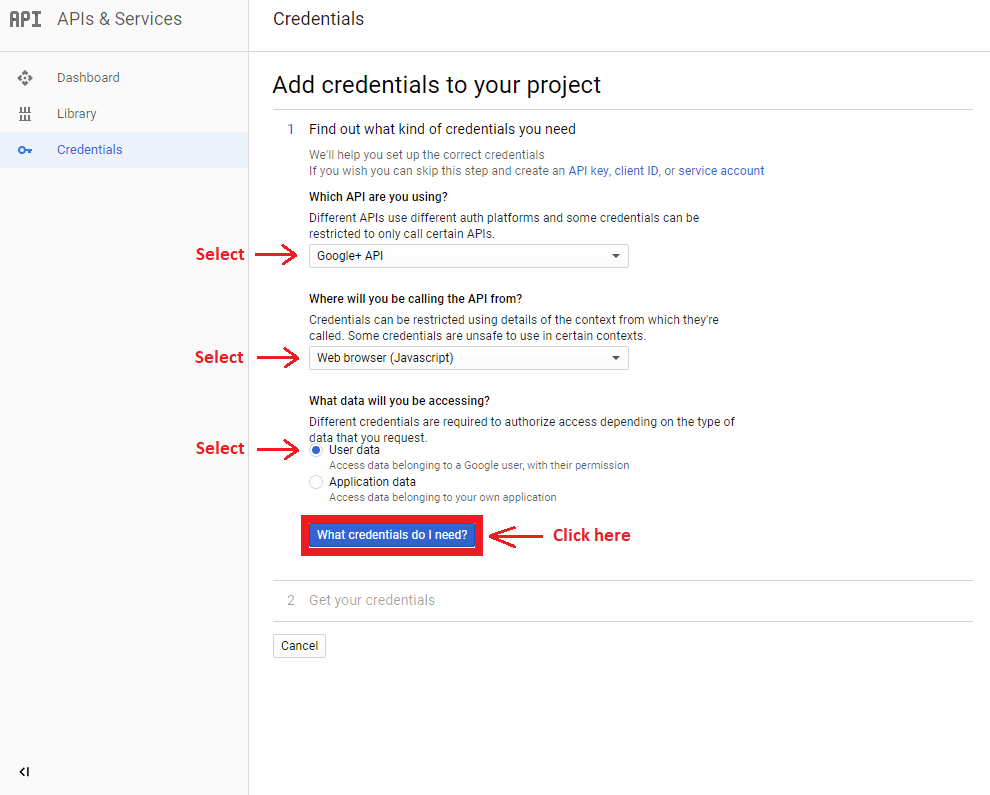 API APIs & Services
Credentials
Dashboard
Library
Credentials
Add credentials to your project
1 Find out what kind of credentials you need
We'll help you set up the correct credentials
If you wish you can skip this step and create an API key, client ID, or service account
Which API are you using?
Different APIs use different auth platforms and some credentials can be
restricted to only call certain APIs.
Select
Google+ API
Where will you be calling the API from?
Credentials can be restricted using details of the context from which they're
called. Some credentials are unsafe to use in certain contexts.
Select
Web browser (Javascript)
What data will you be accessing?
Different credentials are required to authorize access depending on the type of
data that you request.
Select
User data
Access data belonging to a Google user, with their permission
Application data
Access data belonging to your own application
What credentials do I need?
Click here
2 Get your credentials
Cancel